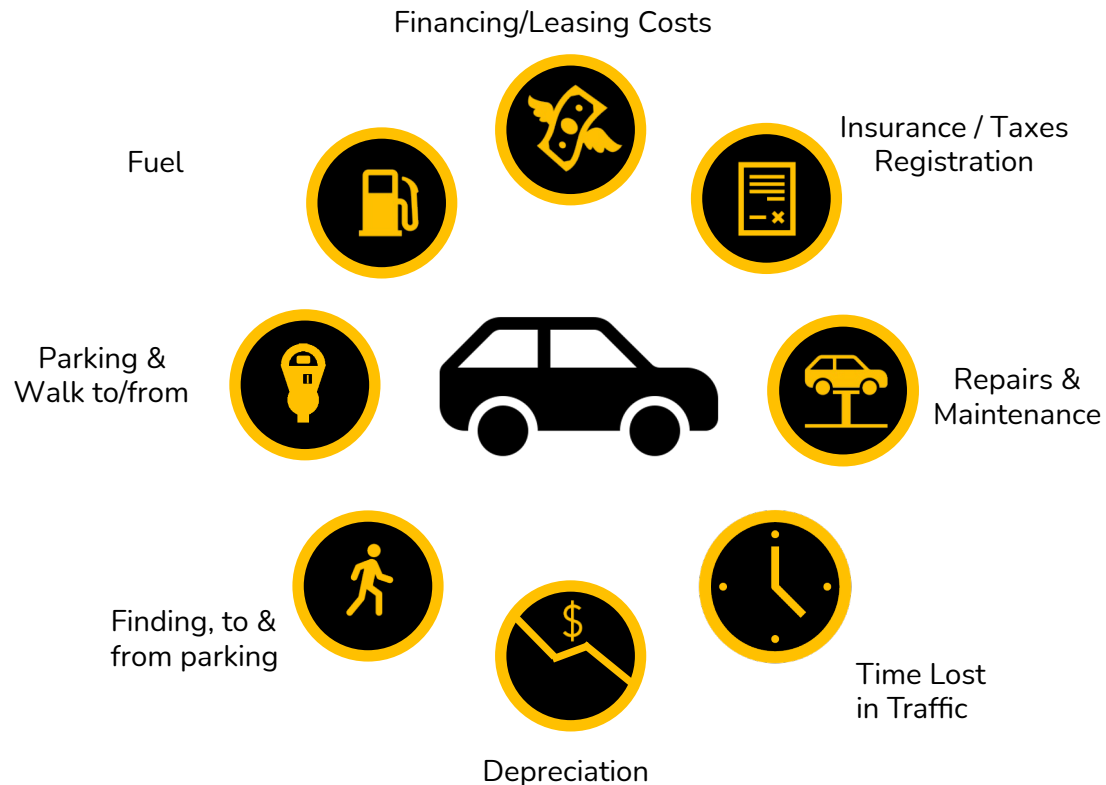 Financing/Leasing Costs
Insurance / Taxes
Registration
Fuel
Parking &
Walk to/from
Repairs &
Maintenance
Finding, to &
from parking
$
Time Lost
in Traffic
Depreciation